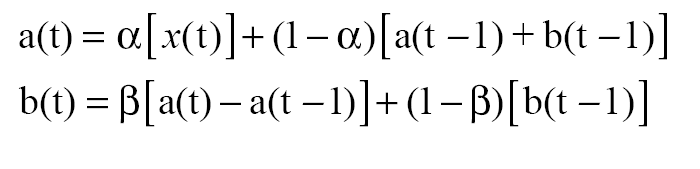 a(t) = α[x(t)] + (1 − α)[a(t − 1) + b(t − 1)]
b(t) = β[a(t) − a(t − 1)] + (1 − β)[b(t − 1)]